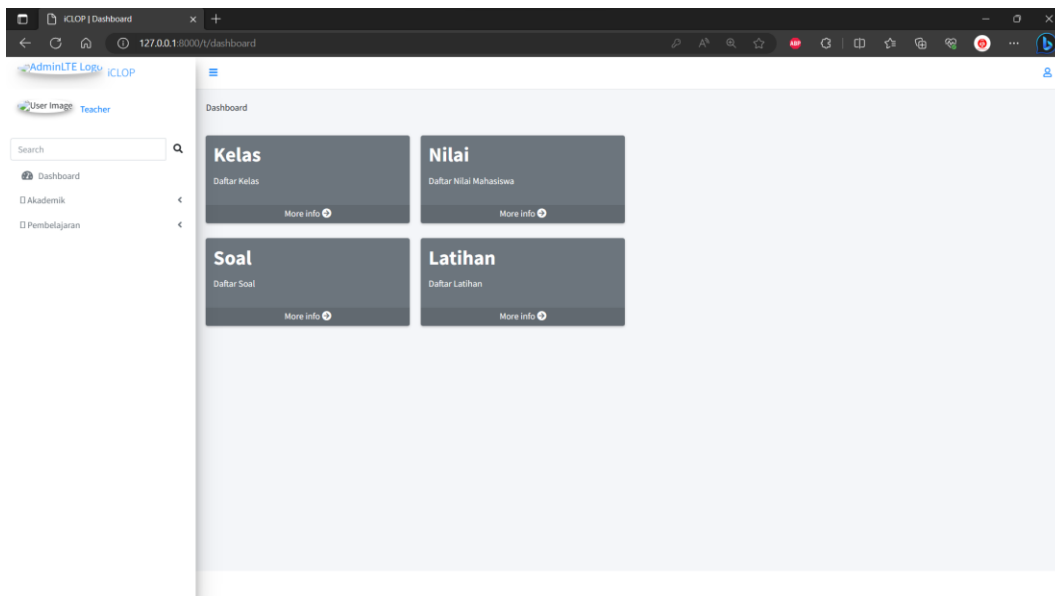 iCLOP | Dashboard
127.0.0.1:8000/t/dashboard
ABP
AdminLTE Logo iCLOP
User Image Teacher
Search
Dashboard
Akademik
Pembelajaran
Dashboard
Kelas
Daftar Kelas
More info
Nilai
Daftar Nilai Mahasiswa
More info
Soal
Daftar Soal
More info
Latihan
Daftar Latihan
More info